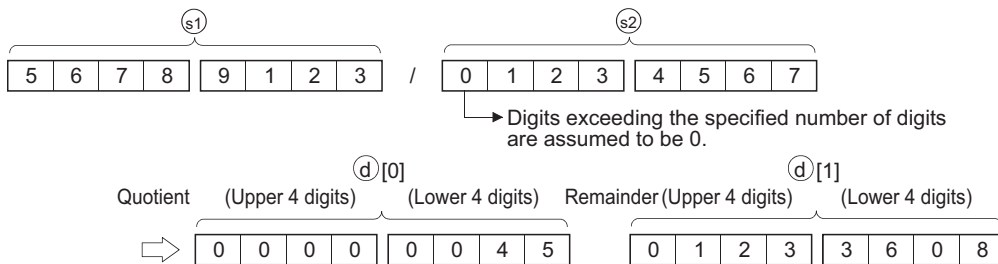 s1 s2
5 6 7 8 9 1 2 3 / 0 1 2 3 4 5 6 7
Digits exceeding the specified number of digits
are assumed to be 0.
d [0] d [1]
Quotient (Upper 4 digits) (Lower 4 digits) Remainder (Upper 4 digits) (Lower 4 digits)
0 0 0 0 0 0 4 5 0 1 2 3 3 6 0 8